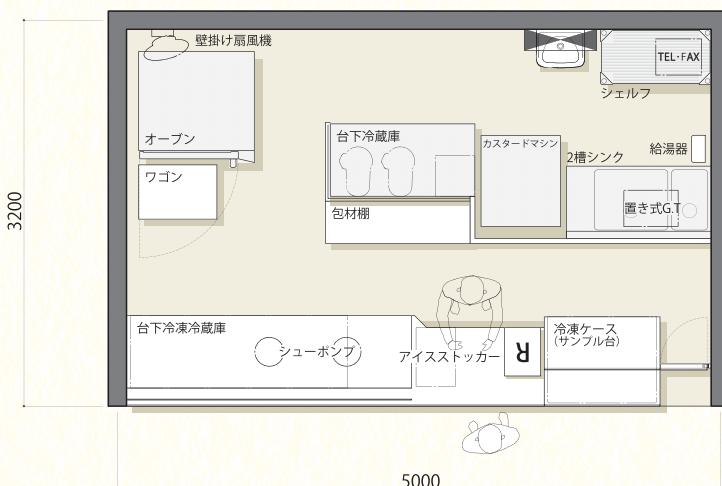 壁掛け扇風機
TEL・FAX
シェルフ
オーブン
台下冷蔵庫
カスタードマシン
2槽シンク
給湯器
ワゴン
包材棚
置き式G.T
3200
台下冷凍冷蔵庫
シューポンプ
アイスストッカー
R
冷凍ケース
(サンプル台)
5000